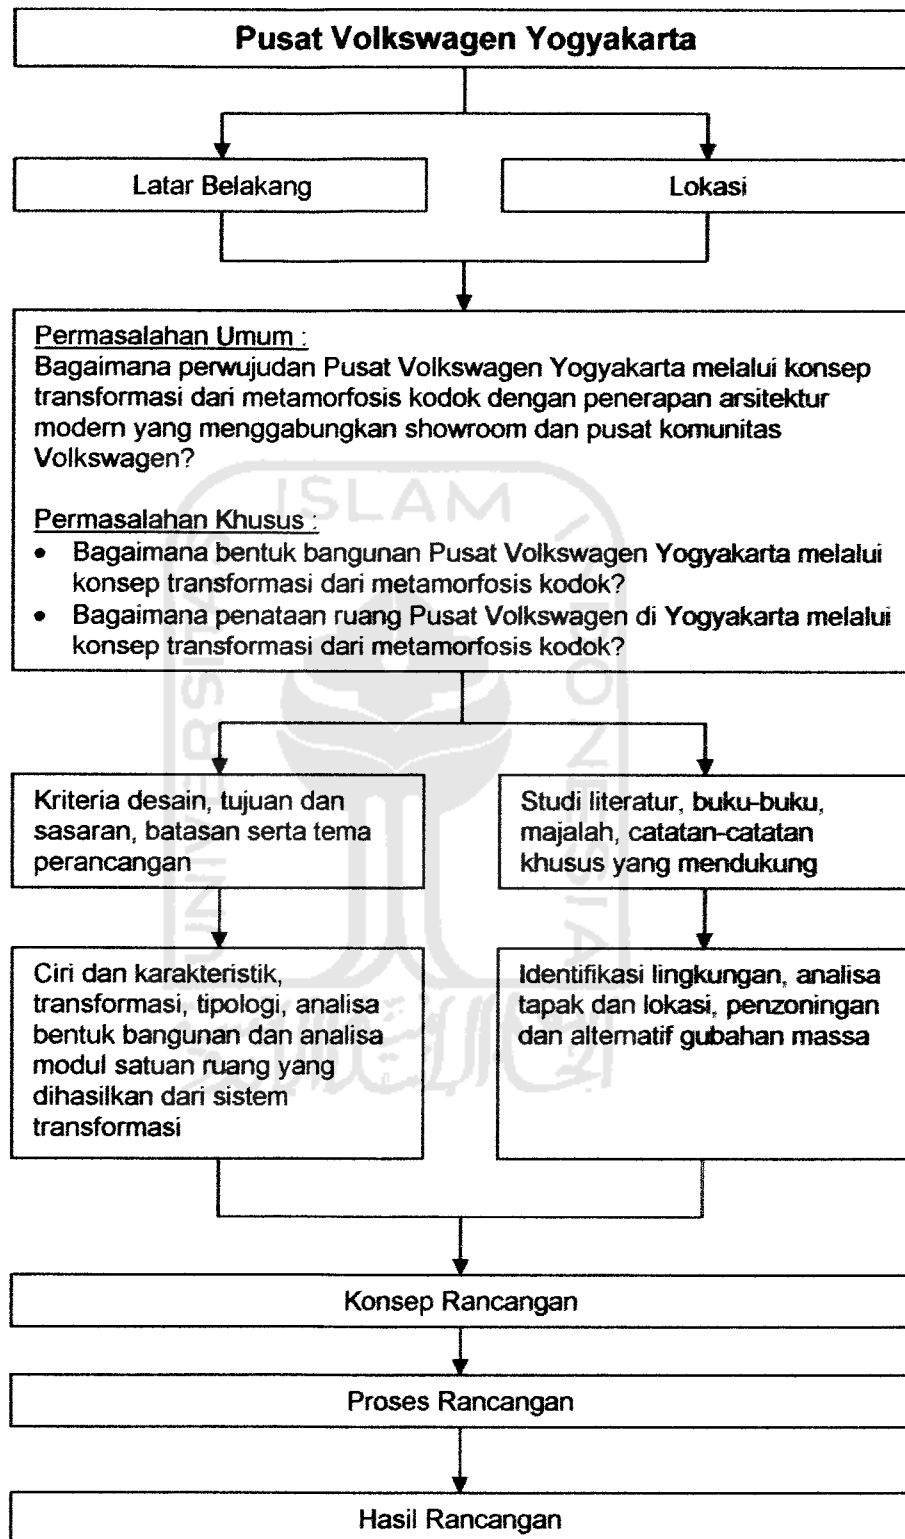 Pusat Volkswagen Yogyakarta
Latar Belakang
Lokasi
Permasalahan Umum :
Bagaimana perwujudan Pusat Volkswagen Yogyakarta melalui konsep
transformasi dari metamorfosis kodok dengan penerapan arsitektur
modern yang menggabungkan showroom dan pusat komunitas
Volkswagen?
Permasalahan Khusus :
• Bagaimana bentuk bangunan Pusat Volkswagen Yogyakarta melalui
konsep transformasi dari metamorfosis kodok?
• Bagaimana penataan ruang Pusat Volkswagen di Yogyakarta melalui
konsep transformasi dari metamorfosis kodok?
Kriteria desain, tujuan dan
sasaran, batasan serta tema
perancangan
Studi literatur, buku-buku,
majalah, catatan-catatan
khusus yang mendukung
Ciri dan karakteristik,
transformasi, tipologi, analisa
bentuk bangunan dan analisa
modul satuan ruang yang
dihasilkan dari sistem
transformasi
Identifikasi lingkungan, analisa
tapak dan lokasi, penzoningan
dan alternatif gubahan massa
Konsep Rancangan
Proses Rancangan
Hasil Rancangan
UNIVERSITAS
ISLAM
INDONESIA